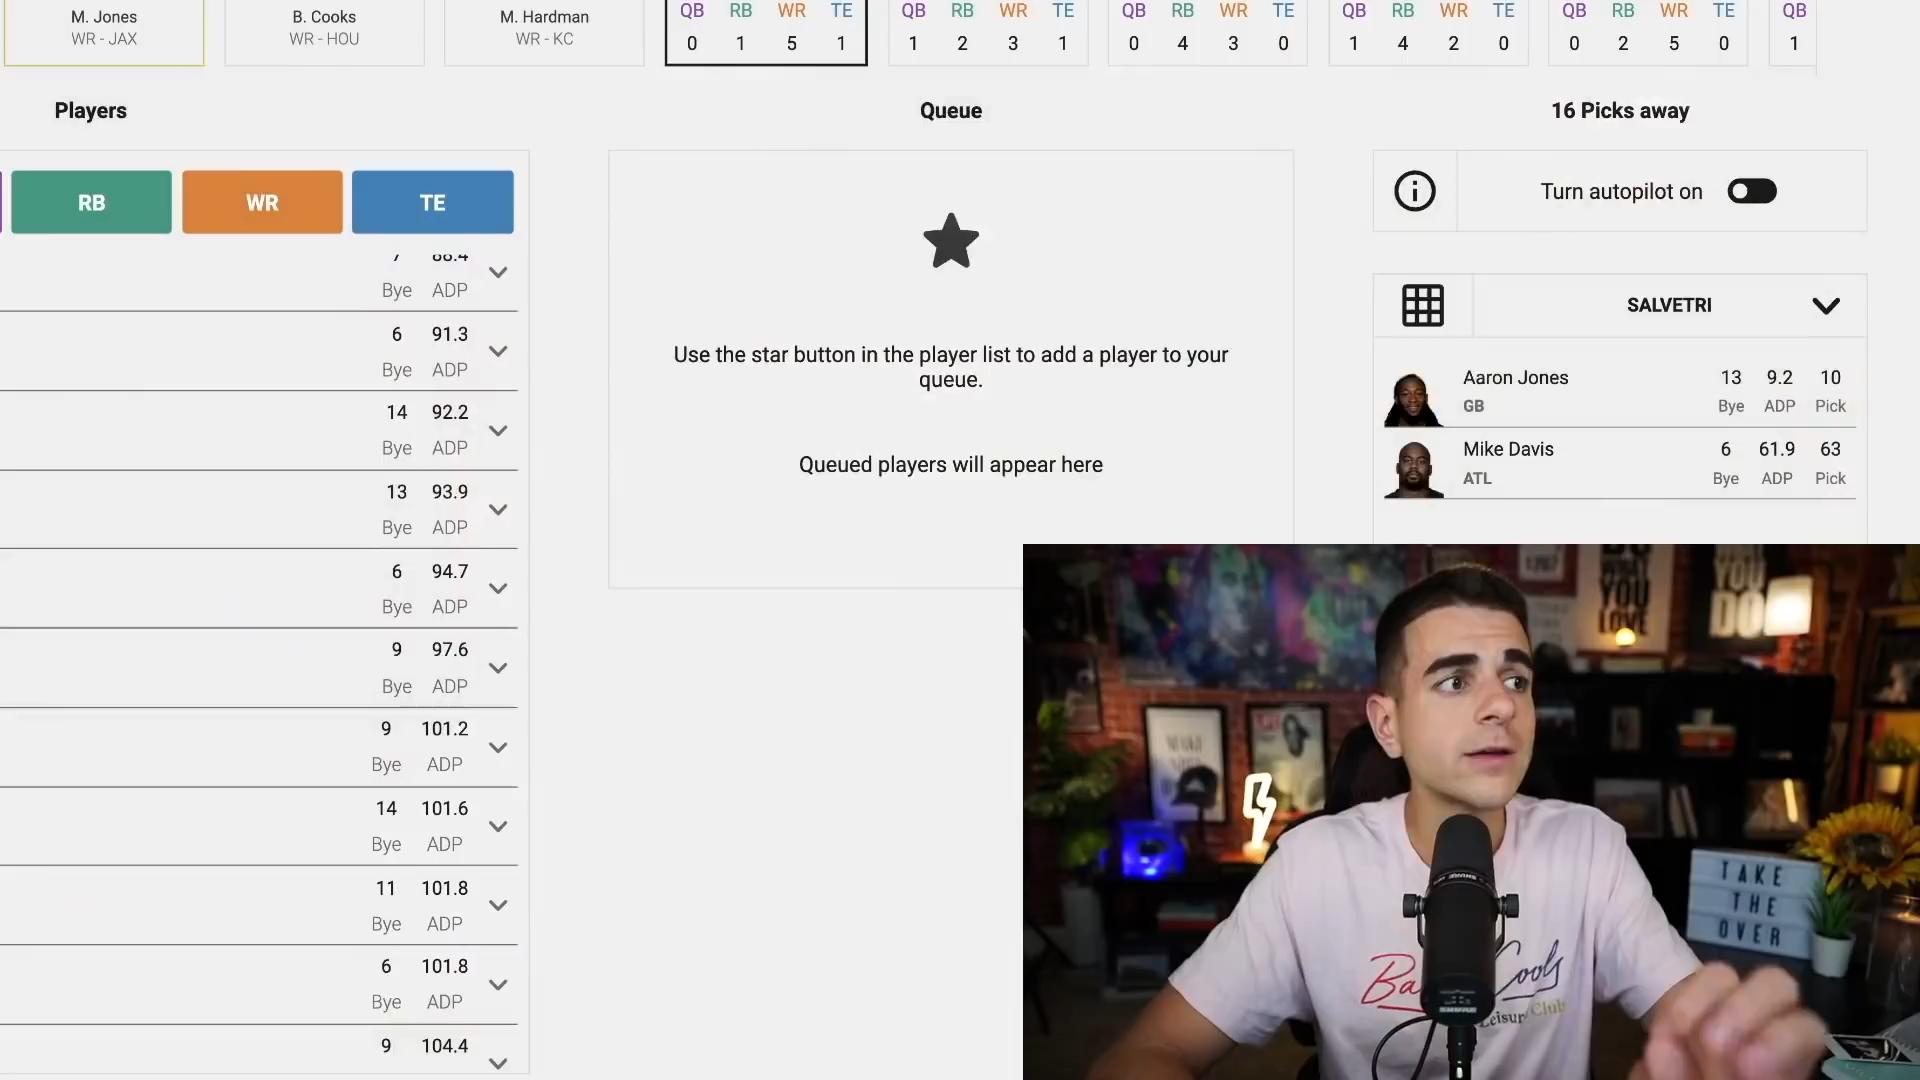 M. Jones
WR - JAX
B. Cooks
WR - HOU
M. Hardman
WR - KC
QB RB WR TE
0 1 5 1
QB RB WR TE
1 2 3 1
QB RB WR TE
0 4 3 0
QB RB WR TE
1 4 2 0
QB RB WR TE
0 2 5 0
QB
1
Players
Queue
16 Picks away
RB
WR
TE
Turn autopilot on
Bye ADP
6 91.3
Bye ADP
14 92.2
Bye ADP
13 93.9
Bye ADP
6 94.7
Bye ADP
9 97.6
Bye ADP
9 101.2
Bye ADP
14 101.6
Bye ADP
11 101.8
Bye ADP
6 101.8
Bye ADP
9 104.4
Use the star button in the player list to add a player to your
queue.
Queued players will appear here
SALVETRI
Aaron Jones 13 9.2 10
GB Bye ADP Pick
Mike Davis 6 61.9 63
ATL Bye ADP Pick
YOU
LOVE
YOU
DO
TAKE
THE
OVER
Cools
Club